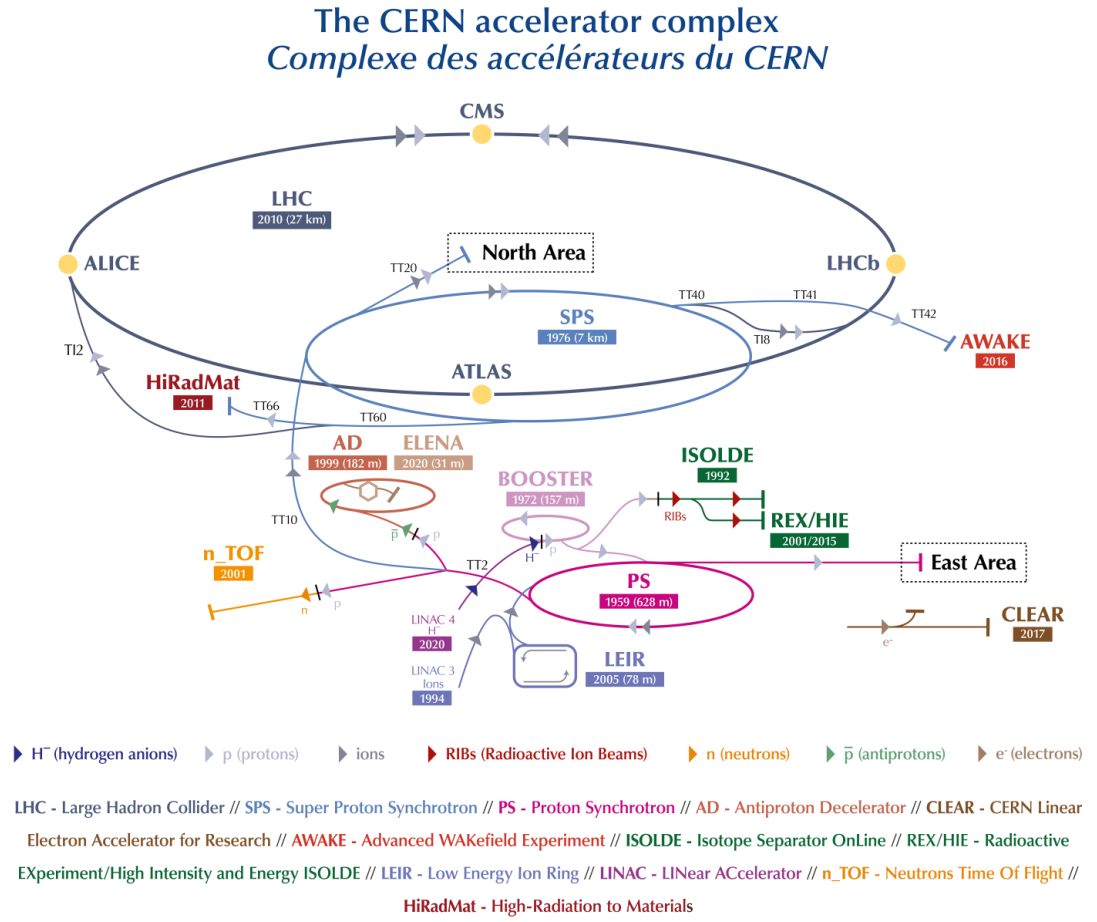 The CERN accelerator complex
Complexe des accélérateurs du CERN
CMS
LHC
2010 (27 km)
North Area
TT20
ALICE
LHCb
TT40
TT41
SPS
1976 (7 km)
TT42
TI8
TI2
AWAKE
2016
ATLAS
HiRadMat
2011
TT66
TT60
AD
1999 (182 m)
ELENA
2020 (31 m)
ISOLDE
1992
BOOSTER
1972 (157 m)
RIBs
REX/HIE
2001/2015
TT10
p̅
p
H⁻
p
n_TOF
2001
TT2
East Area
PS
1959 (628 m)
n
p
LINAC 4
H⁻
2020
CLEAR
2017
e⁻
LEIR
2005 (78 m)
LINAC 3
Ions
1994
H⁻ (hydrogen anions)
p (protons)
ions
RIBs (Radioactive Ion Beams)
n (neutrons)
p̅ (antiprotons)
e⁻ (electrons)
LHC - Large Hadron Collider // SPS - Super Proton Synchrotron // PS - Proton Synchrotron // AD - Antiproton Decelerator // CLEAR - CERN Linear
Electron Accelerator for Research // AWAKE - Advanced WAKefield Experiment // ISOLDE - Isotope Separator OnLine // REX/HIE - Radioactive
EXperiment/High Intensity and Energy ISOLDE // LEIR - Low Energy Ion Ring // LINAC - LINear ACcelerator // n_TOF - Neutrons Time Of Flight //
HiRadMat - High-Radiation to Materials